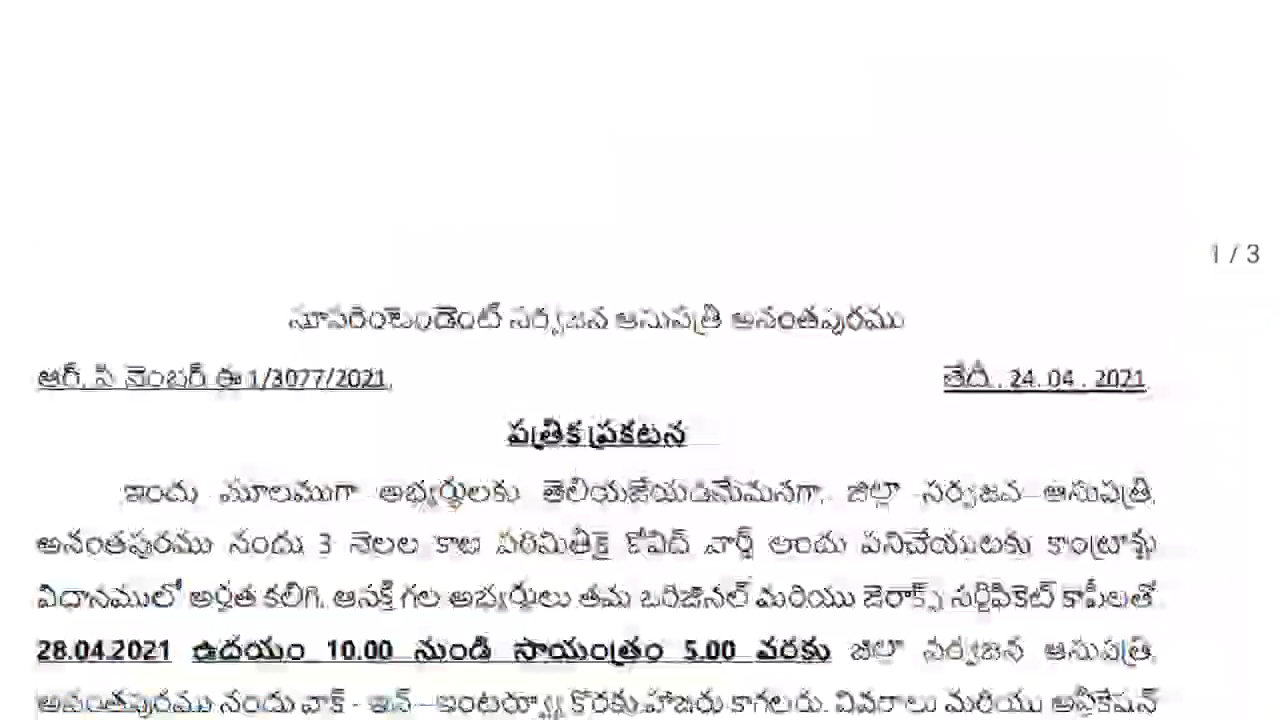 1 / 3
సూపరింటెండెంట్ సర్వజన ఆసుపత్రి అనంతపురము
ఆర్. సి నెంబర్ ఈ 1/3077/2021.
తేదీ. 24. 04 . 2021
పత్రిక ప్రకటన
ఇందు మూలముగా అభ్యర్థులకు తెలియజేయడమేమనగా, జిల్లా సర్వజన ఆసుపత్రి,
అనంతపురము నందు 3 నెలల కాల పరిమితికై కోవిడ్ వార్డ్ అందు పనిచేయుటకు కాంట్రాక్టు
విధానములో అర్హత కలిగి, ఆసక్తి గల అభ్యర్థులు తమ ఒరిజినల్ మరియు జెరాక్స్ సర్టిఫికెట్ కాపీలతో
28.04.2021 ఉదయం 10.00 నుండి సాయంత్రం 5.00 వరకు జిల్లా సర్వజన ఆసుపత్రి,
అనంతపురము నందు వాక్ - ఇన్ – ఇంటర్వ్యూ కొరకు హాజరు కాగలరు. వివరాలు మరియు అప్లికేషన్